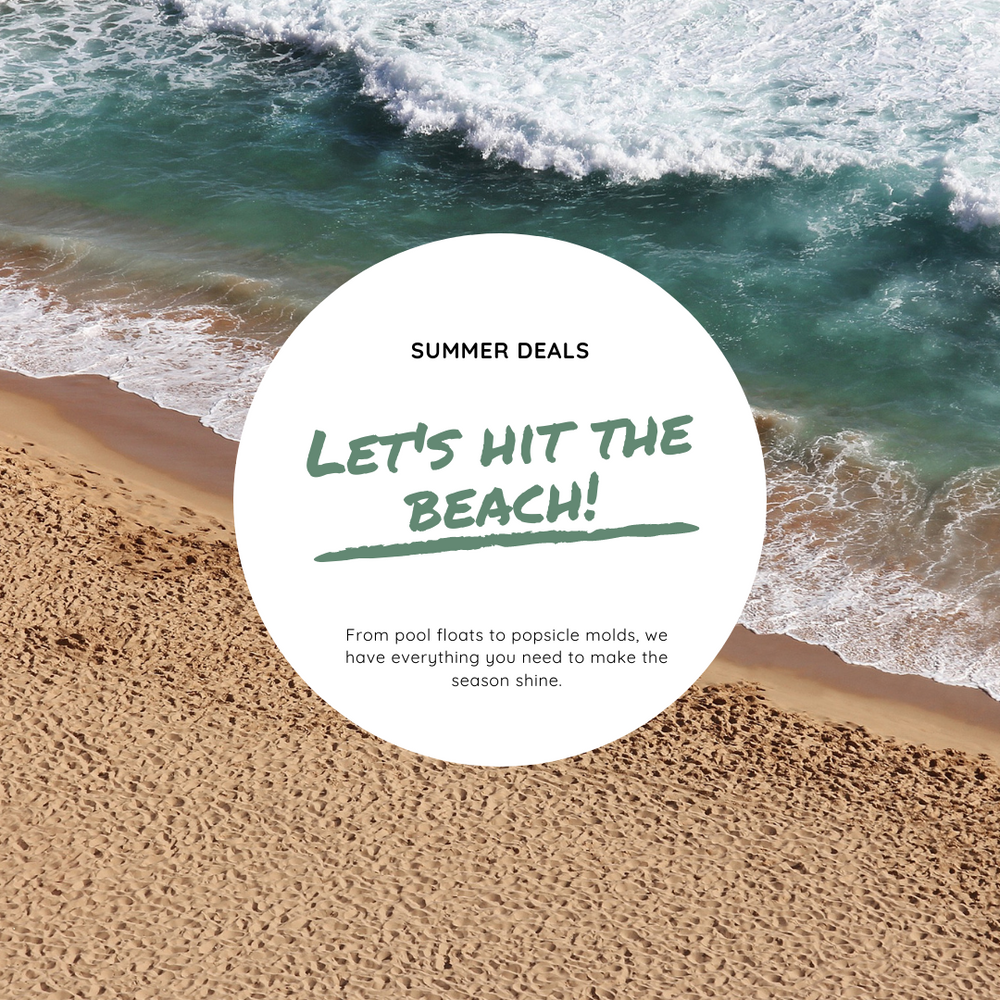 SUMMER DEALS
LET'S HIT THE
BEACH!
From pool floats to popsicle molds, we
have everything you need to make the
season shine.